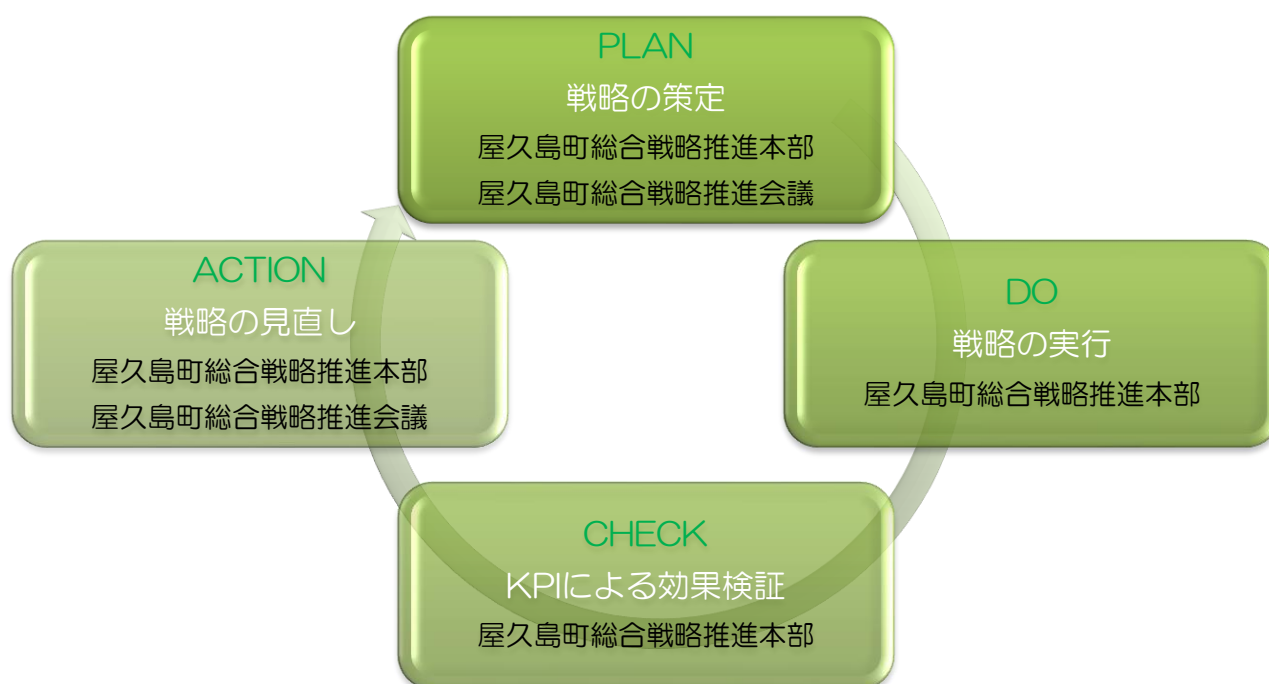 PLAN
戦略の策定
屋久島町総合戦略推進本部
屋久島町総合戦略推進会議
DO
戦略の実行
屋久島町総合戦略推進本部
CHECK
KPIによる効果検証
屋久島町総合戦略推進本部
ACTION
戦略の見直し
屋久島町総合戦略推進本部
屋久島町総合戦略推進会議